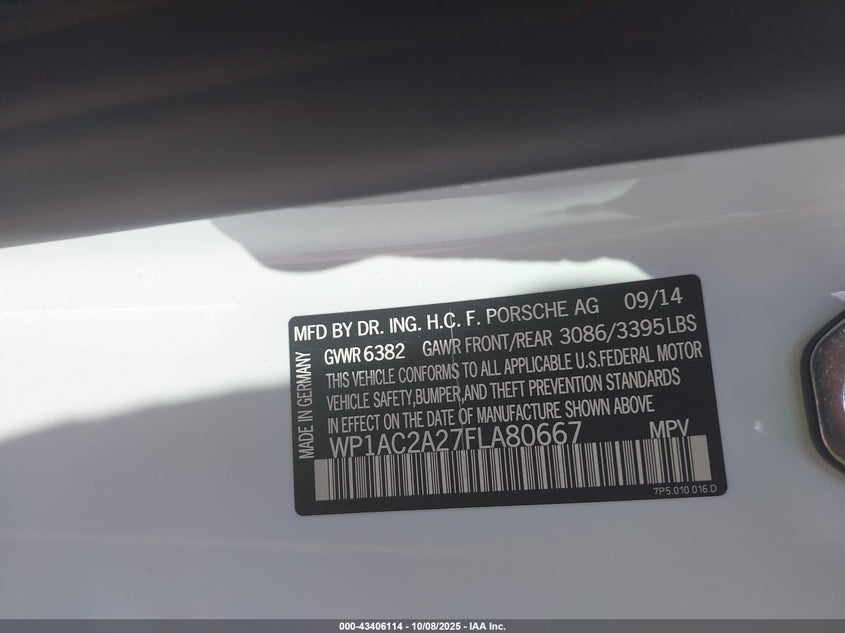 MFD BY DR. ING. H.C. F. PORSCHE AG 09/14
GVWR 6382 GAWR FRONT/REAR 3086/3395 LBS
THIS VEHICLE CONFORMS TO ALL APPLICABLE U.S.FEDERAL MOTOR
VEHICLE SAFETY,BUMPER,AND THEFT PREVENTION STANDARDS
IN EFFECT ON THE DATE OF MANUFACTURE SHOWN ABOVE
WP1AC2A27FLA80667 MPV
7P5.010.016.D
MADE IN GERMANY
000-43406114 - 10/08/2025 - IAA Inc.